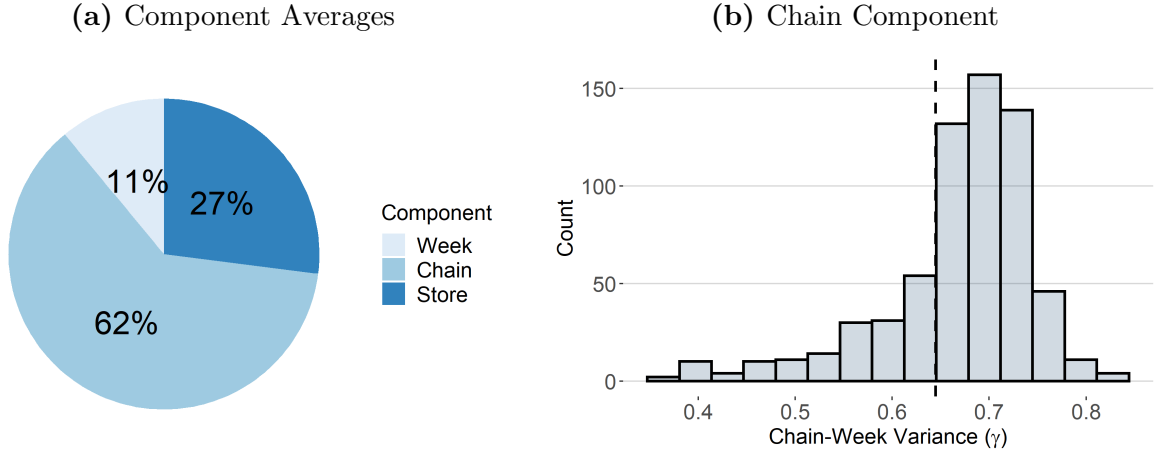 (a) Component Averages
11%
27%
62%
Component
Week
Chain
Store
(b) Chain Component
Count
150
100
50
0
0.4 0.5 0.6 0.7 0.8
Chain-Week Variance (γ)